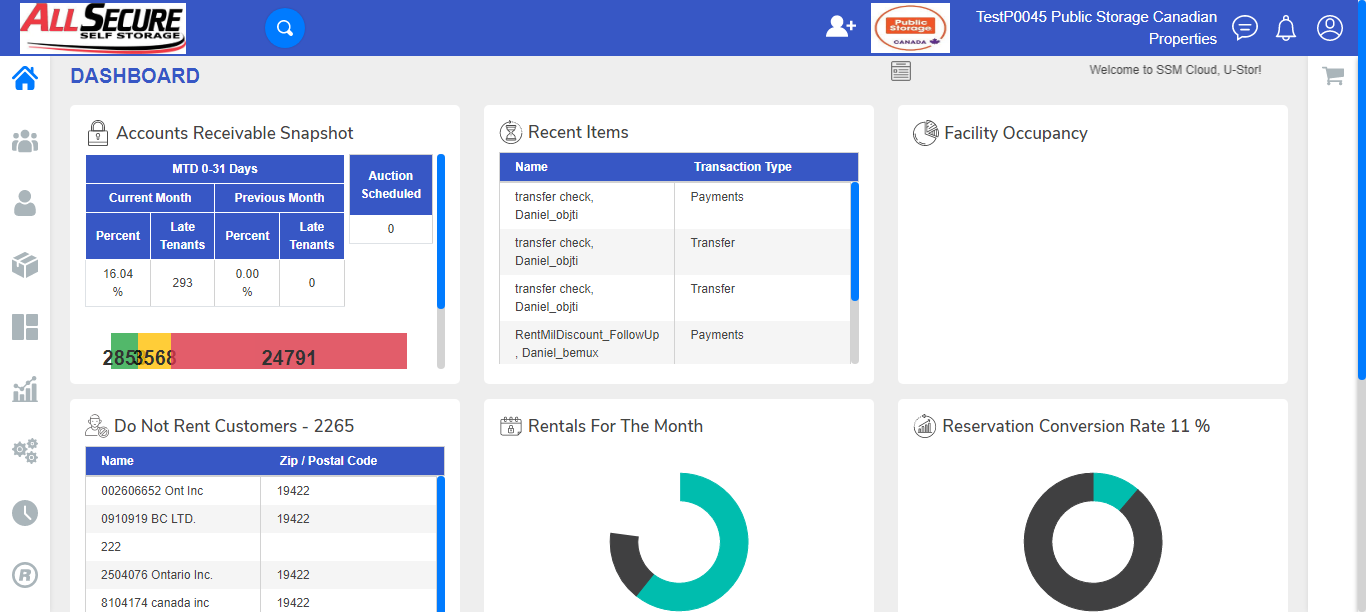 ALLSECURE
SELF STORAGE
Public
Storage
CANADA
TestP0045 Public Storage Canadian
Properties
DASHBOARD
Welcome to SSM Cloud, U-Stor!
Accounts Receivable Snapshot
MTD 0-31 Days
Current Month Previous Month
Percent Late Tenants Percent Late Tenants
16.04 % 293 0.00 % 0
Auction
Scheduled
0
2853568 24791
Recent Items
Name Transaction Type
transfer check, Payments
Daniel_objti
transfer check, Transfer
Daniel_objti
transfer check, Transfer
Daniel_objti
RentMilDiscount_FollowUp Payments
, Daniel_bemux
Facility Occupancy
Do Not Rent Customers - 2265
Name Zip / Postal Code
002606652 Ont Inc 19422
0910919 BC LTD. 19422
222
2504076 Ontario Inc. 19422
8104174 canada inc 19422
Rentals For The Month
Reservation Conversion Rate 11 %
R